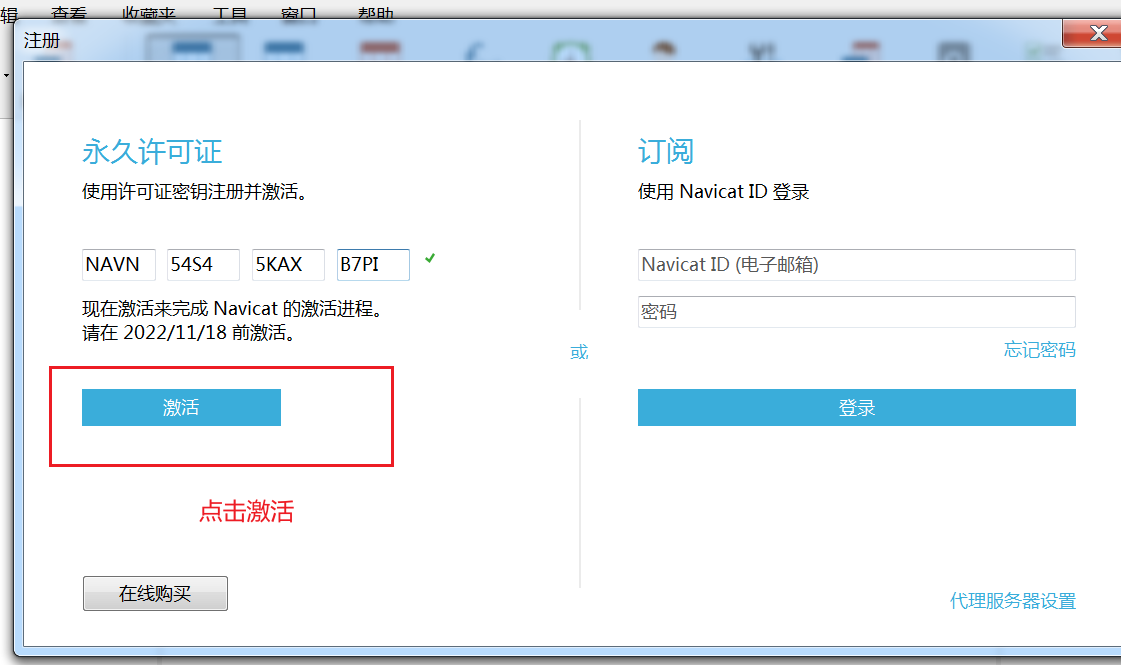 辑 查看 收藏夹 工具 窗口 帮助
注册
永久许可证
使用许可证密钥注册并激活。
NAVN 54S4 5KAX B7PI
现在激活来完成 Navicat 的激活进程。
请在 2022/11/18 前激活。
激活
点击激活
在线购买
或
订阅
使用 Navicat ID 登录
Navicat ID (电子邮箱)
密码
忘记密码
登录
代理服务器设置